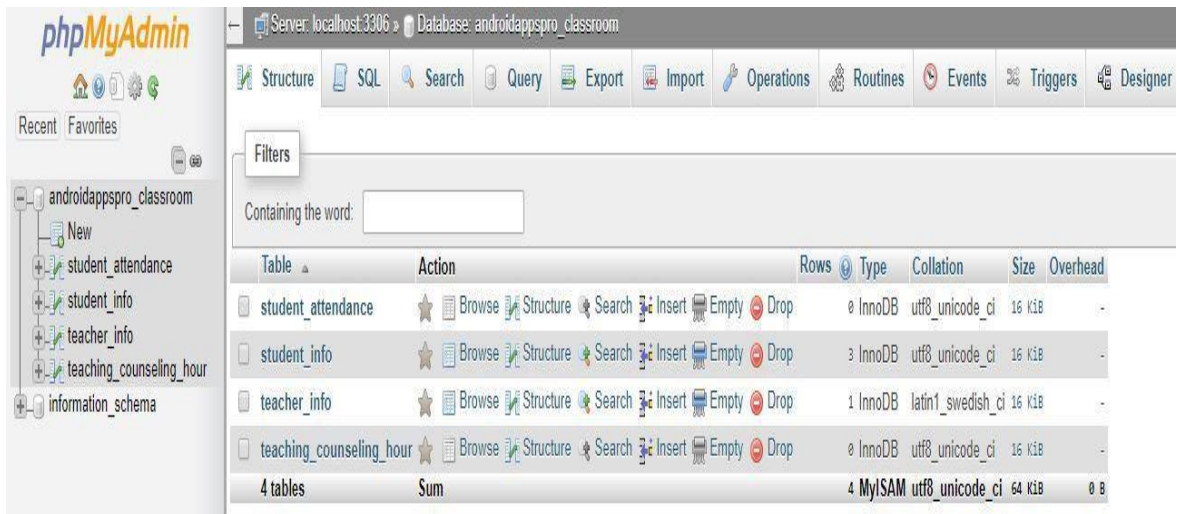 phpMyAdmin
Recent Favorites
androidappspro_classroom
New
student_attendance
student_info
teacher_info
teaching_counseling_hour
information_schema
Server: localhost:3306 » Database: androidappspro_classroom
Structure SQL Search Query Export Import Operations Routines Events Triggers Designer
Filters
Containing the word:
Table Action Rows Type Collation Size Overhead
student_attendance Browse Structure Search Insert Empty Drop 0 InnoDB utf8_unicode_ci 16 KiB -
student_info Browse Structure Search Insert Empty Drop 3 InnoDB utf8_unicode_ci 16 KiB -
teacher_info Browse Structure Search Insert Empty Drop 1 InnoDB latin1_swedish_ci 16 KiB -
teaching_counseling_hour Browse Structure Search Insert Empty Drop 0 InnoDB utf8_unicode_ci 16 KiB -
4 tables Sum 4 MyISAM utf8_unicode_ci 64 KiB 0 B